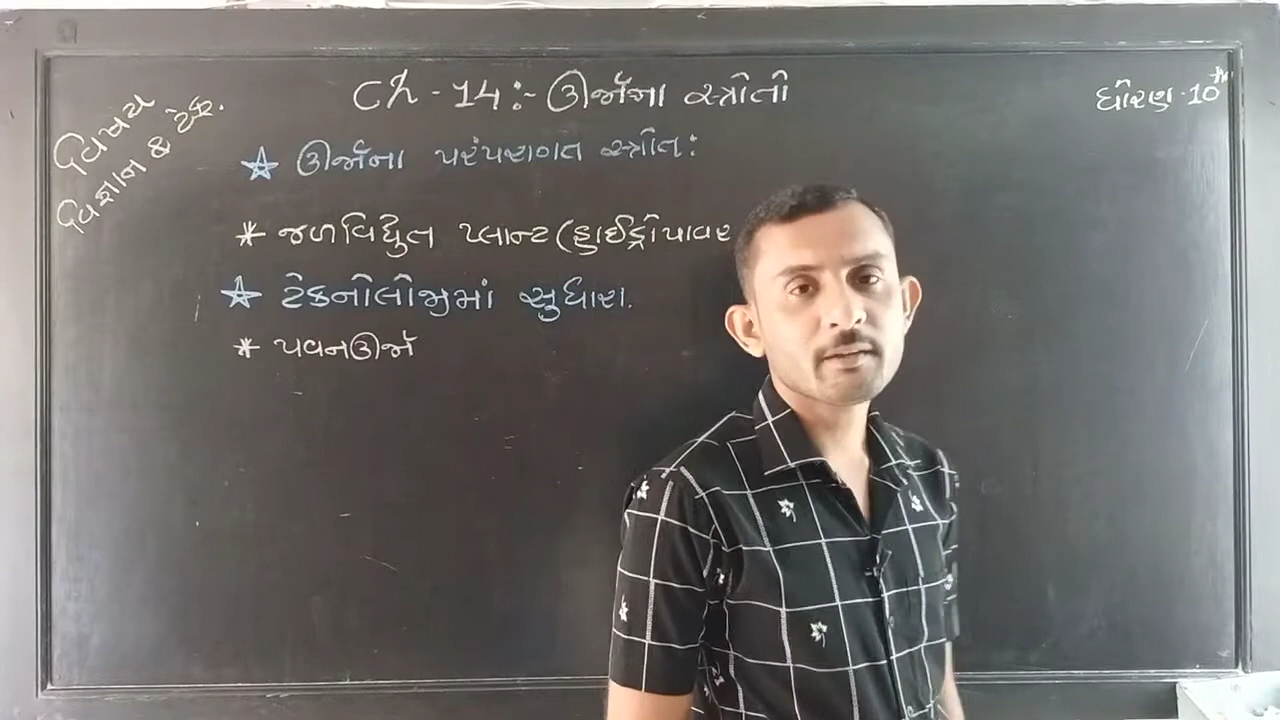 વિષય
વિજ્ઞાન & ટેક.
Ch - 14 :- ઊર્જાના સ્ત્રોતો
ધોરણ - 10th
ઊર્જાના પરંપરાગત સ્ત્રોત :
* જળવિદ્યુત પ્લાન્ટ (હાઈડ્રોપાવર
ટેકનોલોજીમાં સુધારા.
* પવનઊર્જા